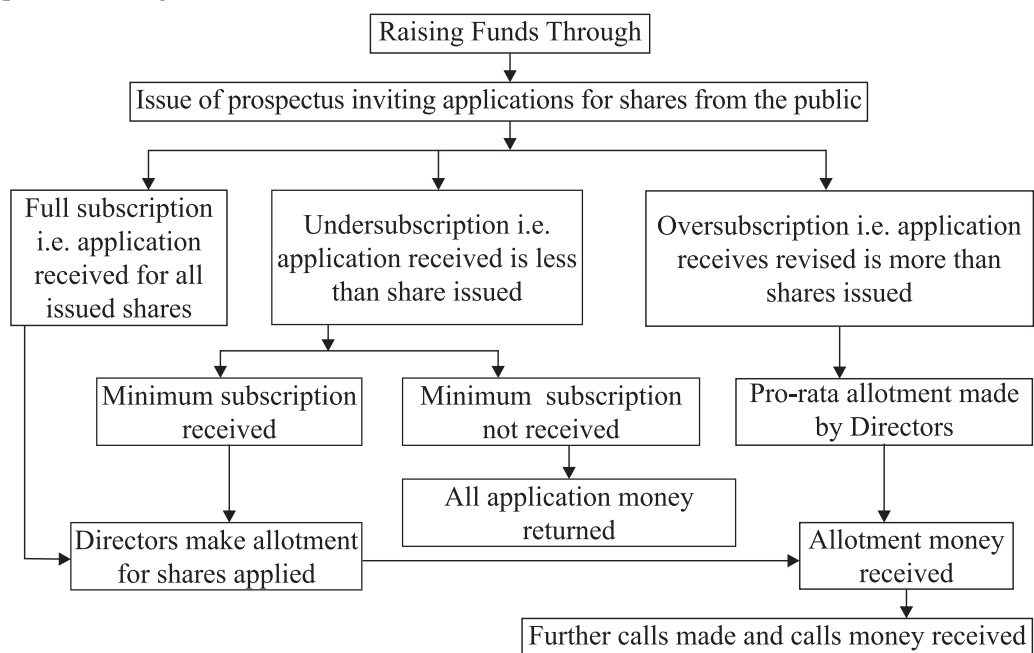 Raising Funds Through
Issue of prospectus inviting applications for shares from the public
Full subscription
i.e. application
received for all
issued shares
Undersubscription i.e.
application received is less
than share issued
Oversubscription i.e. application
receives revised is more than
shares issued
Minimum subscription
received
Minimum subscription
not received
Pro-rata allotment made
by Directors
All application money
returned
Directors make allotment
for shares applied
Allotment money
received
Further calls made and calls money received